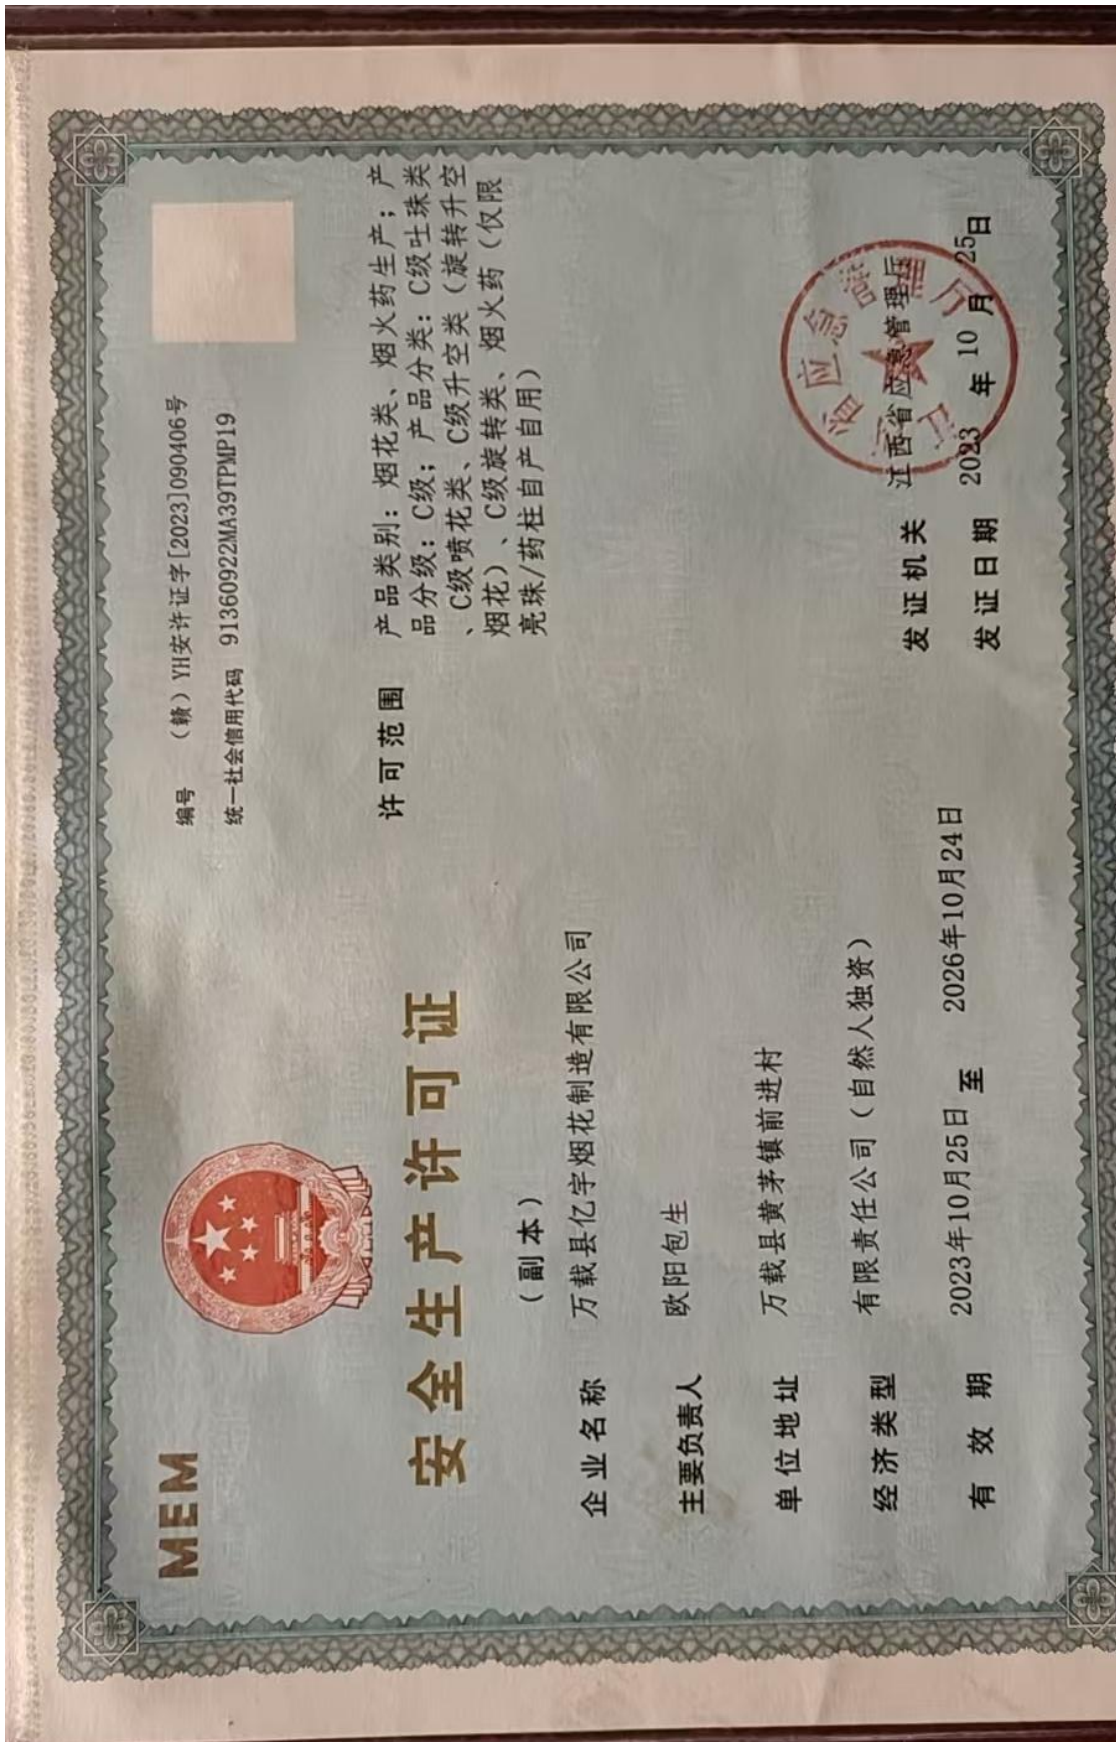 MEM
安全生产许可证
（副本）
企业名称 万载县亿宇烟花制造有限公司
主要负责人 欧阳包生
单位地址 万载县黄茅镇前进村
经济类型 有限责任公司（自然人独资）
有效期 2023年10月25日 至 2026年10月24日
编号 （赣）YH安许证字[2023]090406号
统一社会信用代码 91360922MA39TPMP19
许可范围 产品类别：烟花类、烟火药生产；产
品分级：C级；产品分类：C级吐珠类
、C级喷花类、C级升空类（旋转升空
烟花）、C级旋转类、烟火药（仅限
亮珠/药柱自产自用）
发证机关 江西省应急管理厅
发证日期 2023 年 10 月 25日
江西省应急管理厅